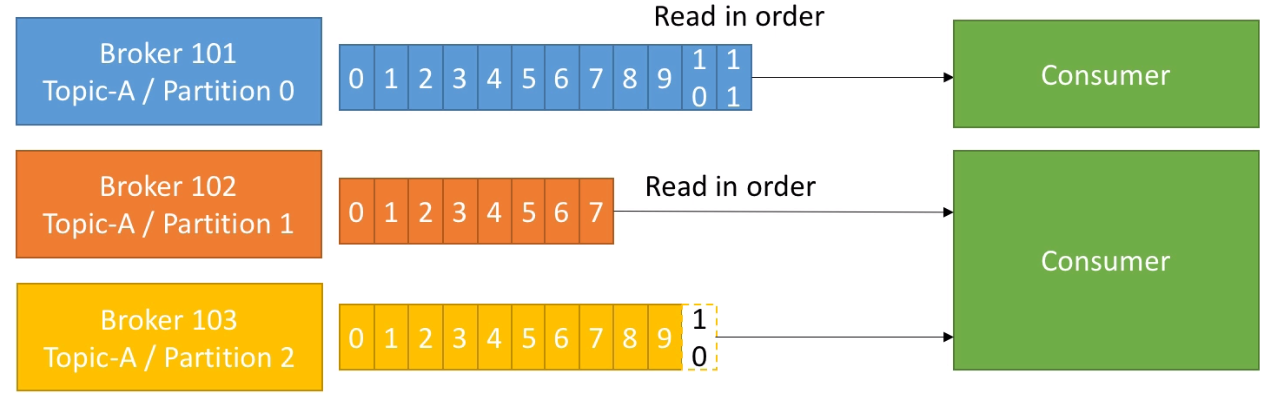 Read in order
Broker 101
Topic-A / Partition 0
0 1 2 3 4 5 6 7 8 9 10 11
Consumer
Broker 102
Topic-A / Partition 1
0 1 2 3 4 5 6 7
Read in order
Consumer
Broker 103
Topic-A / Partition 2
0 1 2 3 4 5 6 7 8 9 10